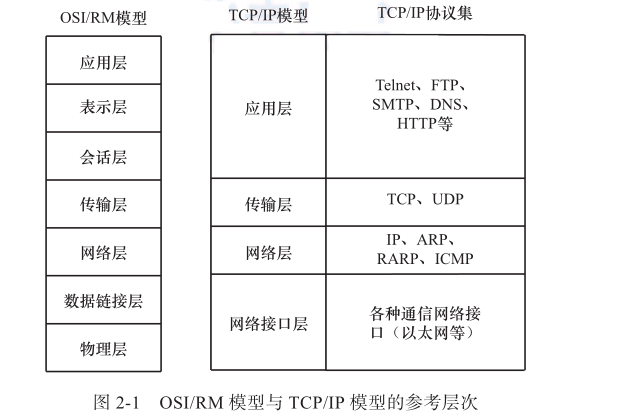 OSI/RM模型
TCP/IP模型
TCP/IP协议集
应用层
表示层
会话层
传输层
网络层
数据链接层
物理层
应用层
Telnet、FTP、
SMTP、DNS、
HTTP等
传输层
TCP、UDP
网络层
IP、ARP、
RARP、ICMP
网络接口层
各种通信网络接
口（以太网等）
图 2-1 OSI/RM 模型与 TCP/IP 模型的参考层次